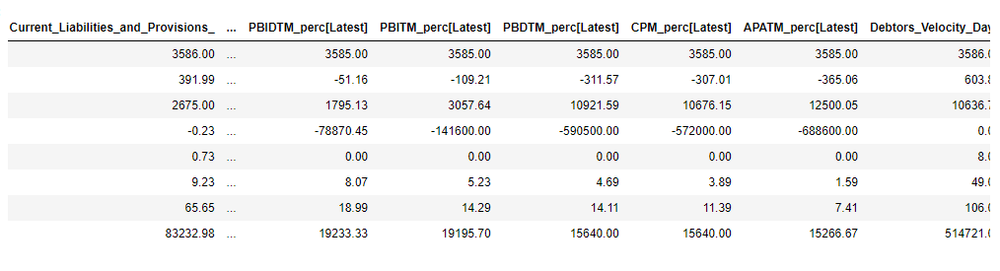 Current_Liabilities_and_Provisions_ ... PBIDTM_perc[Latest] PBITM_perc[Latest] PBDTM_perc[Latest] CPM_perc[Latest] APATM_perc[Latest] Debtors_Velocity_Day
3586.00 ... 3585.00 3585.00 3585.00 3585.00 3585.00 3586.0
391.99 ... -51.16 -109.21 -311.57 -307.01 -365.06 603.8
2675.00 ... 1795.13 3057.64 10921.59 10676.15 12500.05 10636.7
-0.23 ... -78870.45 -141600.00 -590500.00 -572000.00 -688600.00 0.0
0.73 ... 0.00 0.00 0.00 0.00 0.00 8.0
9.23 ... 8.07 5.23 4.69 3.89 1.59 49.0
65.65 ... 18.99 14.29 14.11 11.39 7.41 106.0
83232.98 ... 19233.33 19195.70 15640.00 15640.00 15266.67 514721.0